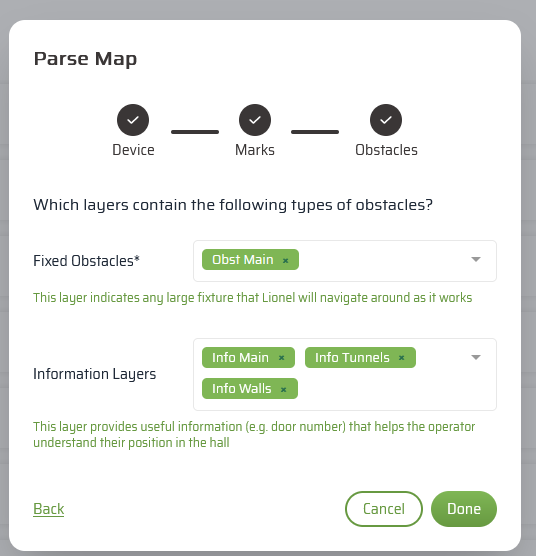 Parse Map
Device
Marks
Obstacles
Which layers contain the following types of obstacles?
Fixed Obstacles*
Obst Main ×
This layer indicates any large fixture that Lionel will navigate around as it works
Information Layers
Info Main × Info Tunnels ×
Info Walls ×
This layer provides useful information (e.g. door number) that helps the operator
understand their position in the hall
Back
Cancel
Done